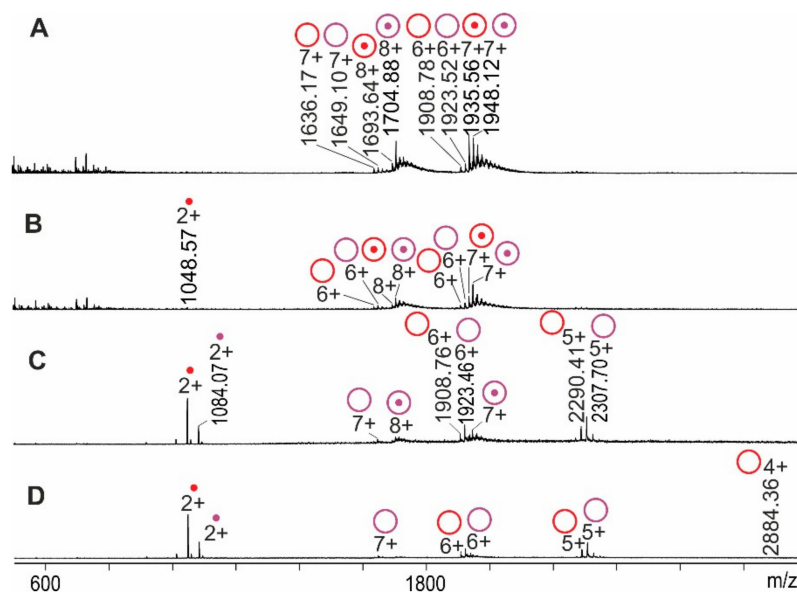 A
7+ 7+ 8+ 8+ 6+ 6+ 7+ 7+
1636.17
1649.10
1693.64
1704.88
1908.78
1923.52
1935.56
1948.12
B
2+
1048.57
6+ 6+ 8+ 8+ 6+ 6+ 7+ 7+
C
2+ 2+
1084.07
7+ 8+ 6+ 6+ 7+ 5+ 5+
1908.76
1923.46
2290.41
2307.70
D
2+ 2+ 7+ 6+ 6+ 5+ 5+ 4+
2884.36
600 1800 m/z